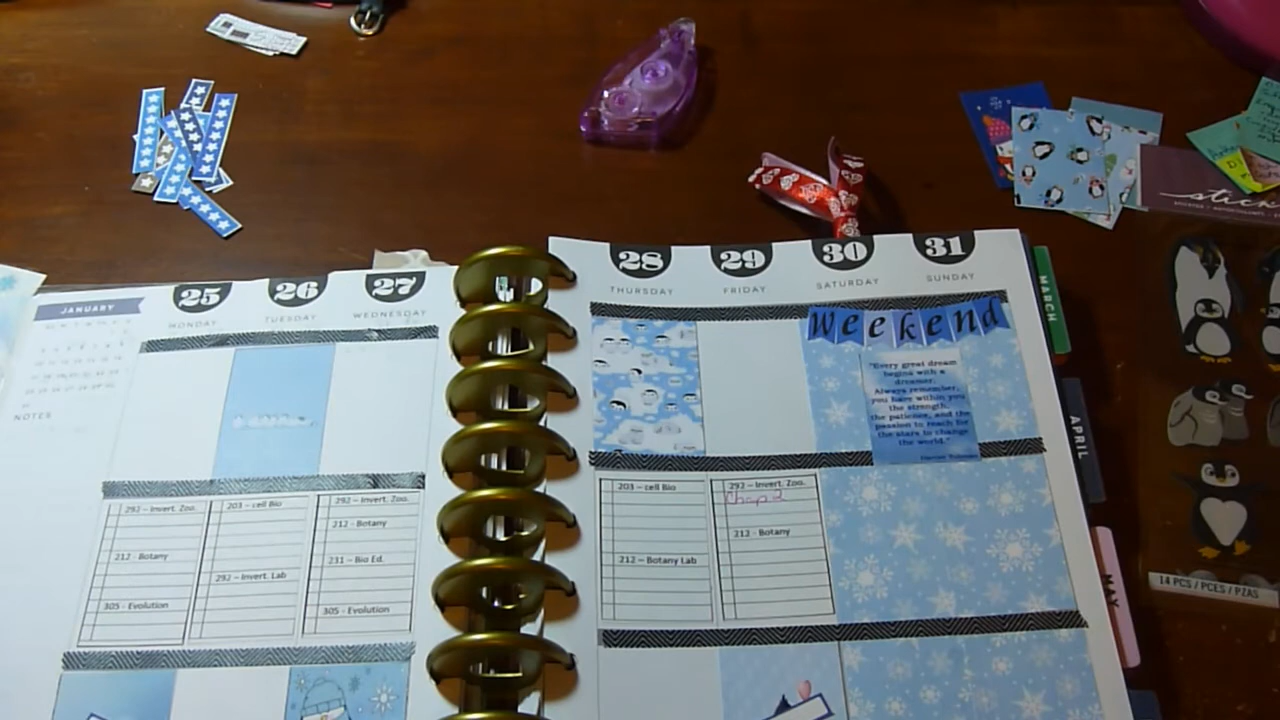 JANUARY
NOTES
25
MONDAY
26
TUESDAY
27
WEDNESDAY
28
THURSDAY
29
FRIDAY
30
SATURDAY
31
SUNDAY
Weekend
"Every great dream
begins with a
dreamer.
Always remember,
you have within you
the strength,
the patience, and the
passion to reach for
the stars to change
the world."
292 – Invert. Zoo.
212 - Botany
305 - Evolution
203 – cell Bio
292 – Invert. Lab
292 – Invert. Zoo.
212 - Botany
231 – Bio Ed.
305 - Evolution
203 – cell Bio
212 – Botany Lab
292 – Invert. Zoo.
Chap 2
212 - Botany
MARCH
APRIL
MAY
14 PCS / PCES / PZAS